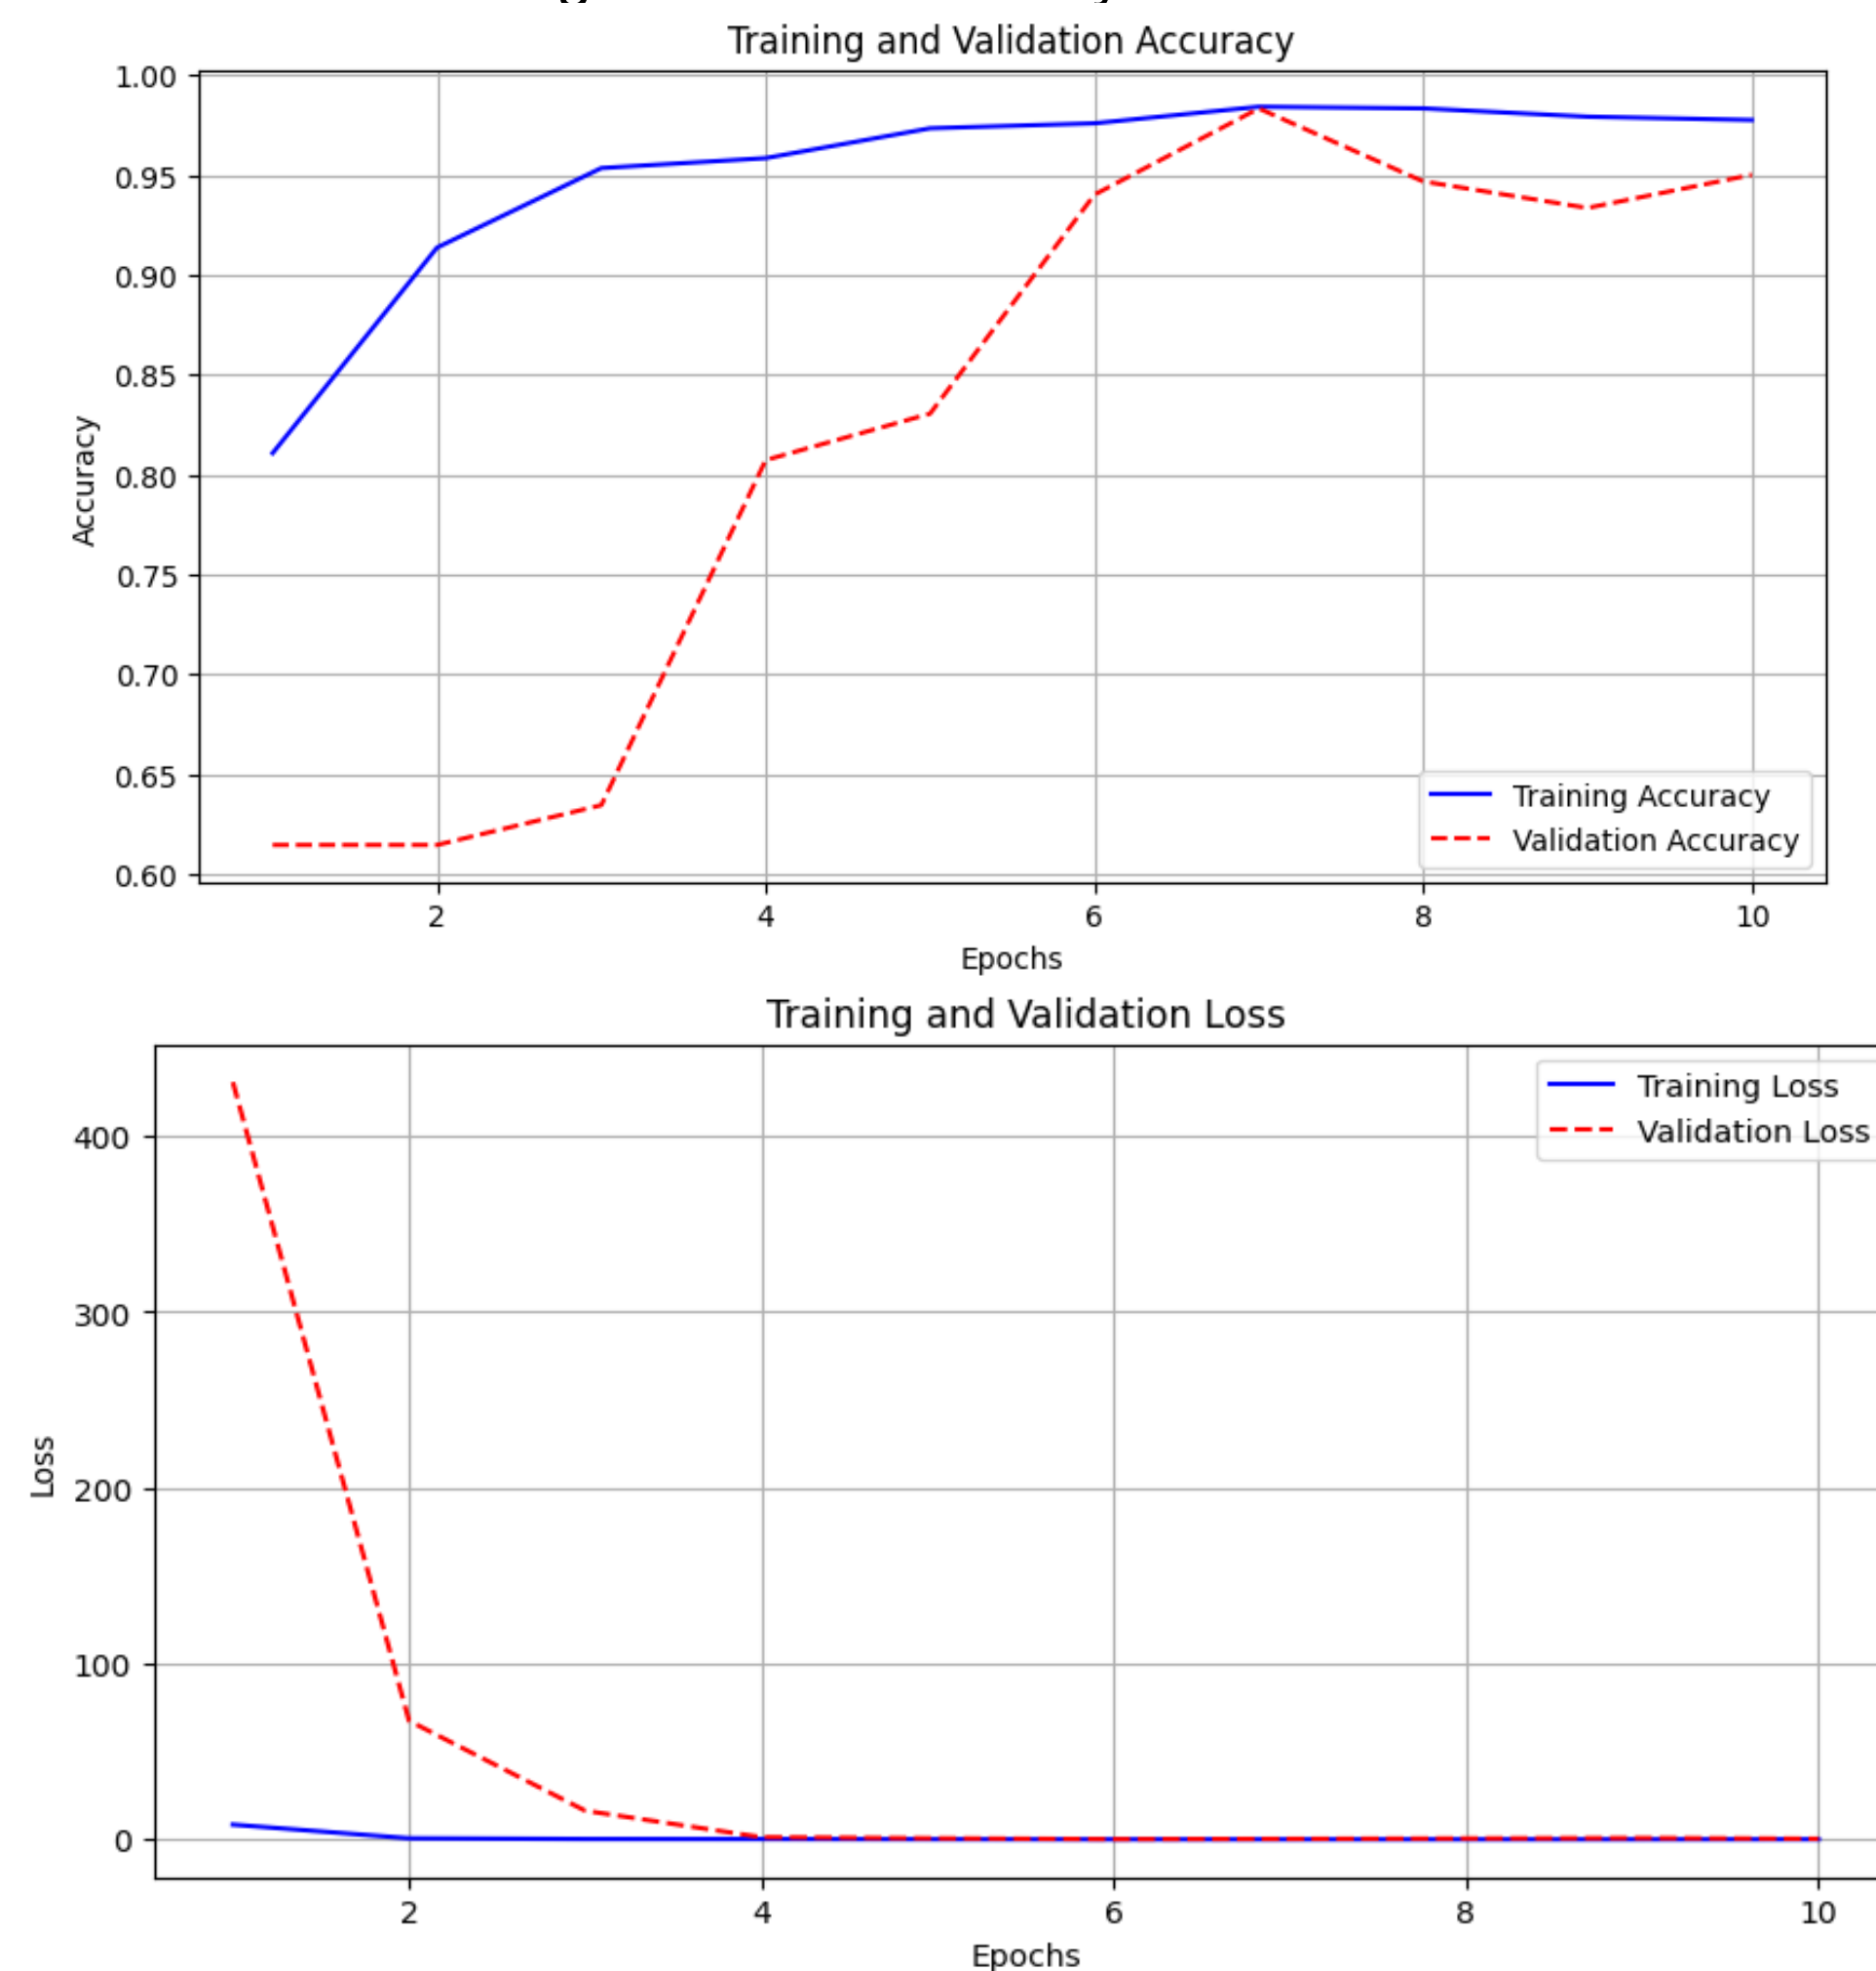 Training and Validation Accuracy
1.00
0.95
0.90
0.85
0.80
0.75
0.70
0.65
0.60
Accuracy
Training Accuracy
Validation Accuracy
2 4 6 8 10
Epochs
Training and Validation Loss
Training Loss
Validation Loss
400
300
200
100
0
Loss
2 4 6 8 10
Epochs